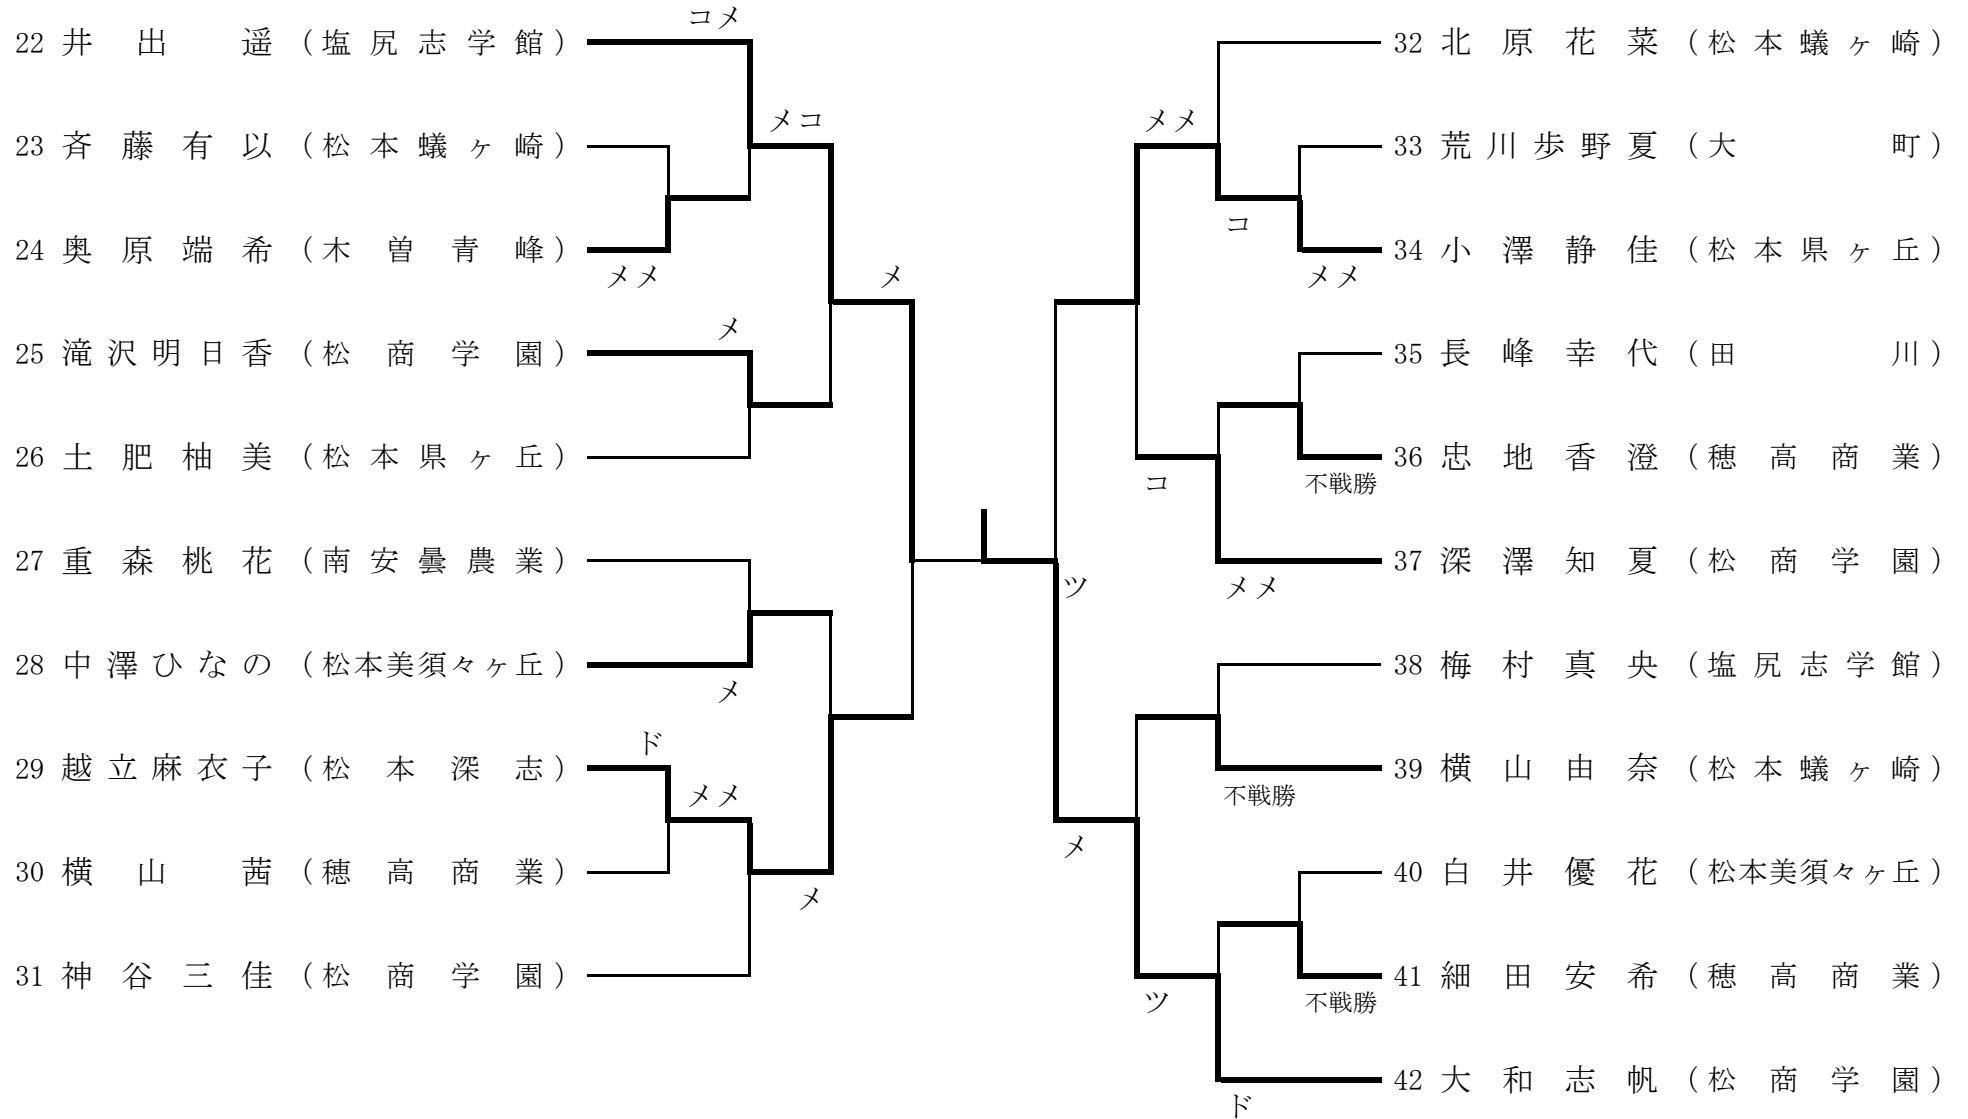 コメ
22 井出 遥 (塩尻志学館)
32 北原花菜 (松本蟻ヶ崎)
メコ
メメ
23 斉藤有以 (松本蟻ヶ崎)
33 荒川歩野夏 (大町)
コ
24 奥原端希 (木曽青峰)
34 小澤静佳 (松本県ヶ丘)
メメ
メ
メメ
メ
25 滝沢明日香 (松商学園)
35 長峰幸代 (田川)
26 土肥柚美 (松本県ヶ丘)
36 忠地香澄 (穂高商業)
コ
不戦勝
27 重森桃花 (南安曇農業)
37 深澤知夏 (松商学園)
ツ
メメ
28 中澤ひなの (松本美須々ヶ丘)
38 梅村真央 (塩尻志学館)
メ
ド
29 越立麻衣子 (松本深志)
39 横山由奈 (松本蟻ヶ崎)
メメ
不戦勝
メ
30 横山 茜 (穂高商業)
40 白井優花 (松本美須々ヶ丘)
メ
31 神谷三佳 (松商学園)
41 細田安希 (穂高商業)
ツ
不戦勝
42 大和志帆 (松商学園)
ド